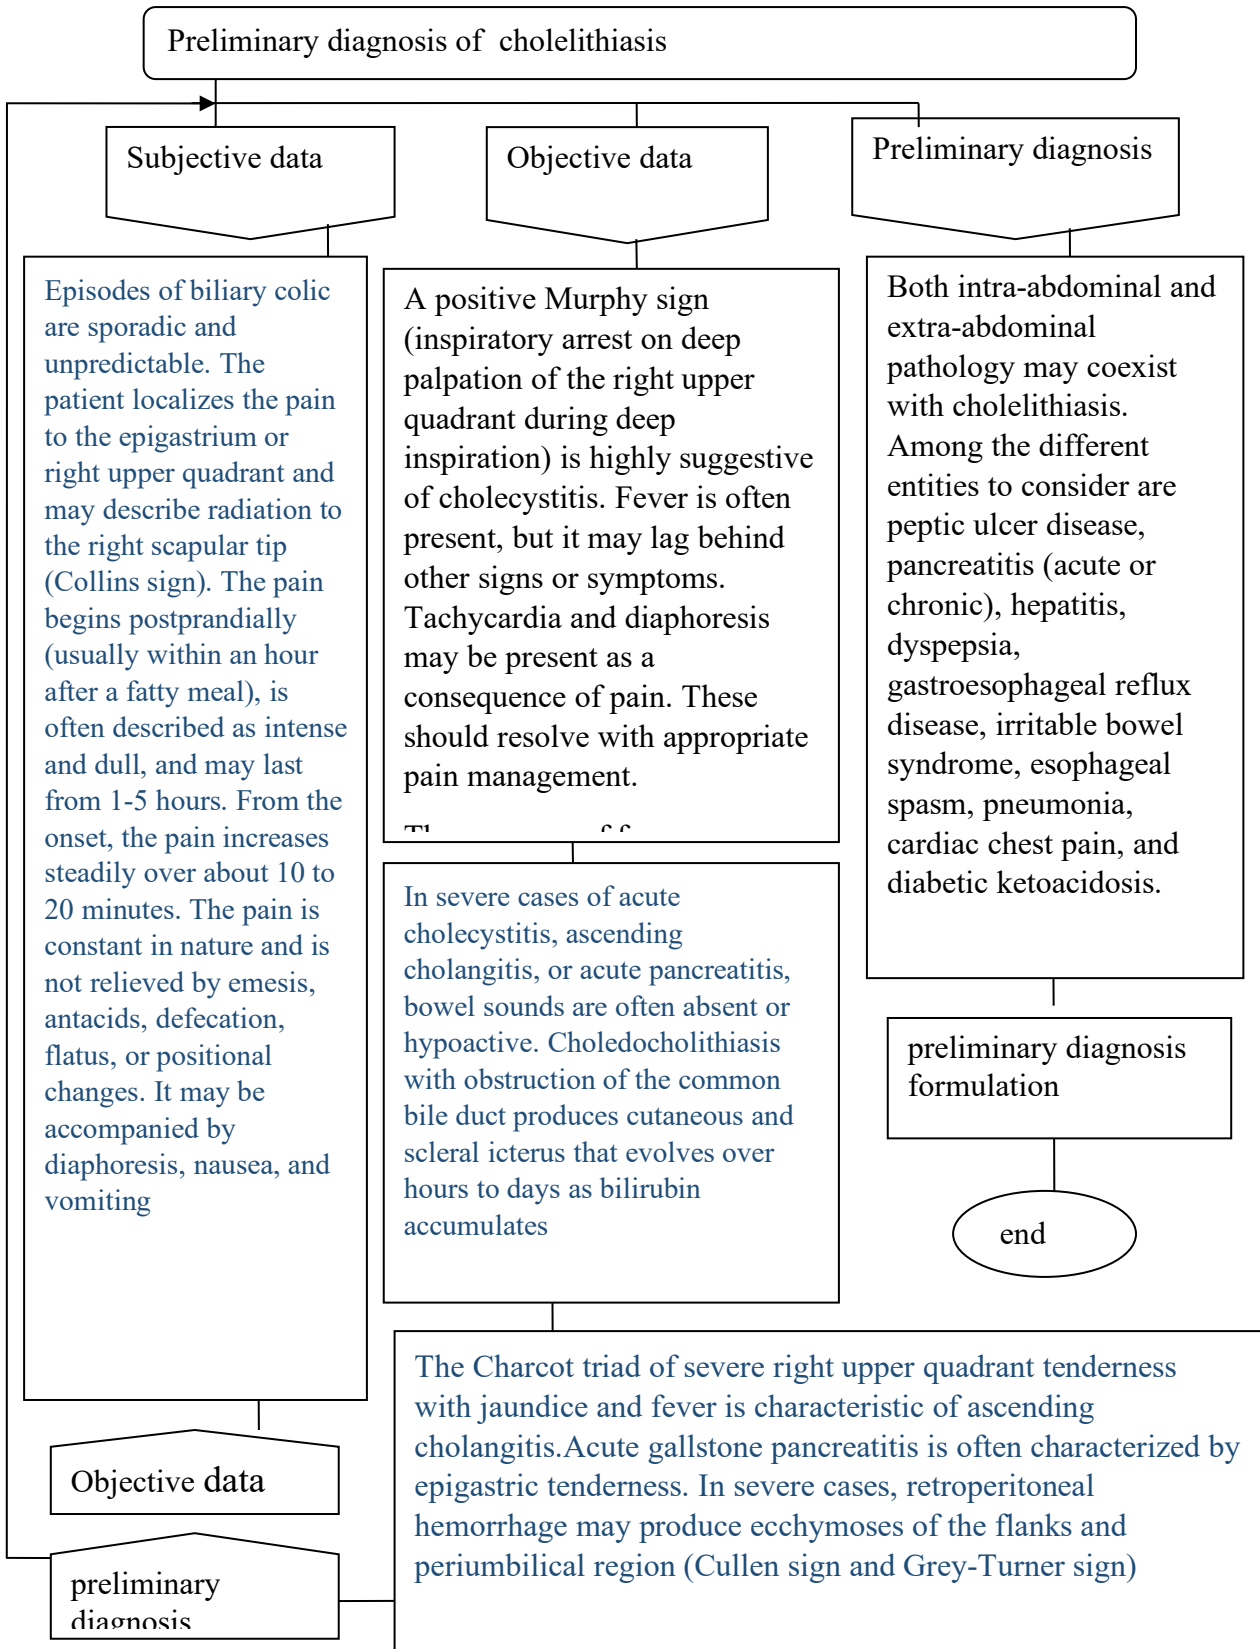 Preliminary diagnosis of  cholelithiasis
Subjective data
Objective data
Preliminary diagnosis
Episodes of biliary colic
are sporadic and
unpredictable. The
patient localizes the pain
to the epigastrium or
right upper quadrant and
may describe radiation to
the right scapular tip
(Collins sign). The pain
begins postprandially
(usually within an hour
after a fatty meal), is
often described as intense
and dull, and may last
from 1-5 hours. From the
onset, the pain increases
steadily over about 10 to
20 minutes. The pain is
constant in nature and is
not relieved by emesis,
antacids, defecation,
flatus, or positional
changes. It may be
accompanied by
diaphoresis, nausea, and
vomiting
Objective data
preliminary
diagnosis
A positive Murphy sign
(inspiratory arrest on deep
palpation of the right upper
quadrant during deep
inspiration) is highly suggestive
of cholecystitis. Fever is often
present, but it may lag behind
other signs or symptoms.
Tachycardia and diaphoresis
may be present as a
consequence of pain. These
should resolve with appropriate
pain management.
In severe cases of acute
cholecystitis, ascending
cholangitis, or acute pancreatitis,
bowel sounds are often absent or
hypoactive. Choledocholithiasis
with obstruction of the common
bile duct produces cutaneous and
scleral icterus that evolves over
hours to days as bilirubin
accumulates
The Charcot triad of severe right upper quadrant tenderness
with jaundice and fever is characteristic of ascending
cholangitis.Acute gallstone pancreatitis is often characterized by
epigastric tenderness. In severe cases, retroperitoneal
hemorrhage may produce ecchymoses of the flanks and
periumbilical region (Cullen sign and Grey-Turner sign)
Both intra-abdominal and
extra-abdominal
pathology may coexist
with cholelithiasis.
Among the different
entities to consider are
peptic ulcer disease,
pancreatitis (acute or
chronic), hepatitis,
dyspepsia,
gastroesophageal reflux
disease, irritable bowel
syndrome, esophageal
spasm, pneumonia,
cardiac chest pain, and
diabetic ketoacidosis.
preliminary diagnosis
formulation
end